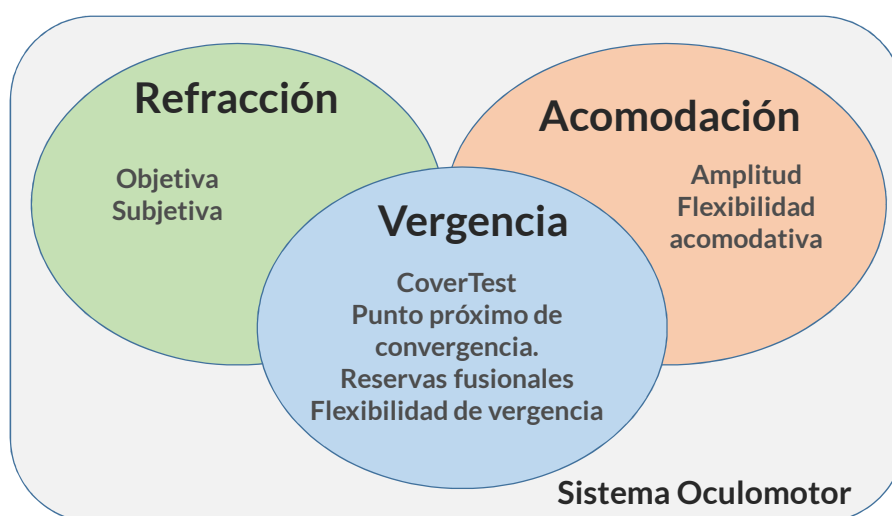 Refracción
Objetiva
Subjetiva
Acomodación
Amplitud
Flexibilidad
acomodativa
Vergencia
CoverTest
Punto próximo de
convergencia.
Reservas fusionales
Flexibilidad de vergencia
Sistema Oculomotor